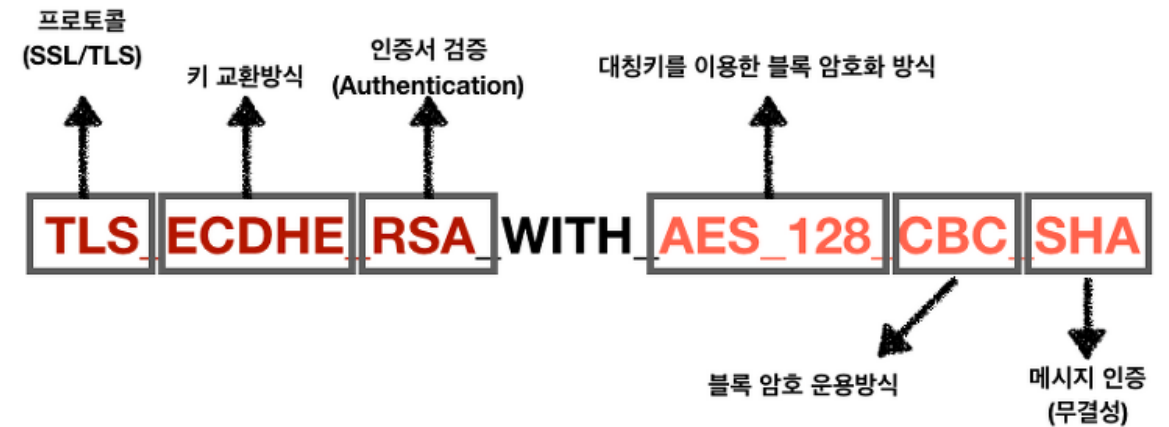 프로토콜
(SSL/TLS)
키 교환방식
인증서 검증
(Authentication)
대칭키를 이용한 블록 암호화 방식
TLS_ECDHE_RSA_WITH_AES_128_CBC_SHA
블록 암호 운용방식
메시지 인증
(무결성)